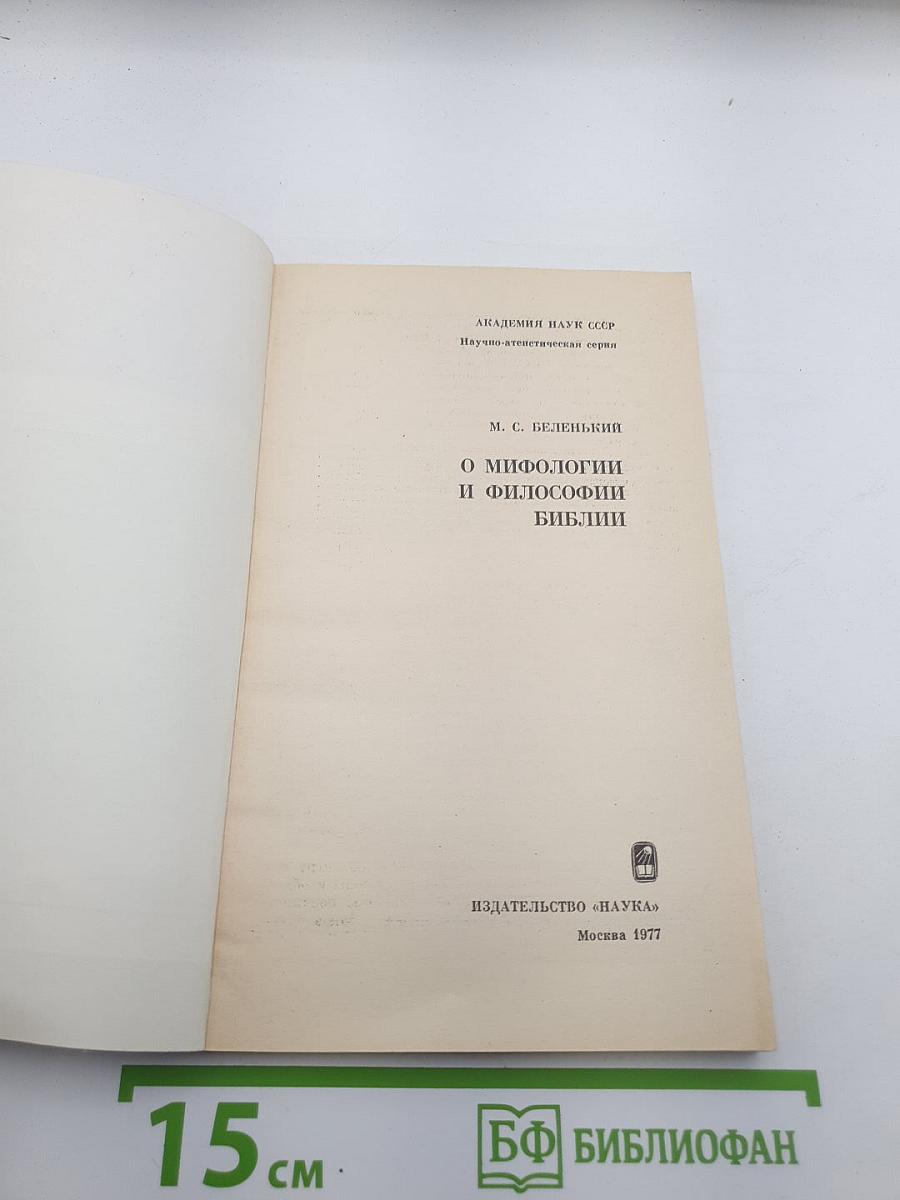 АКАДЕМИЯ НАУК СССР
Научно-атеистическая серия
М. С. БЕЛЕНЬКИЙ
О МИФОЛОГИИ
И ФИЛОСОФИИ
БИБЛИИ
ИЗДАТЕЛЬСТВО «НАУКА»
Москва 1977
15 см
БФ БИБЛИОФАН